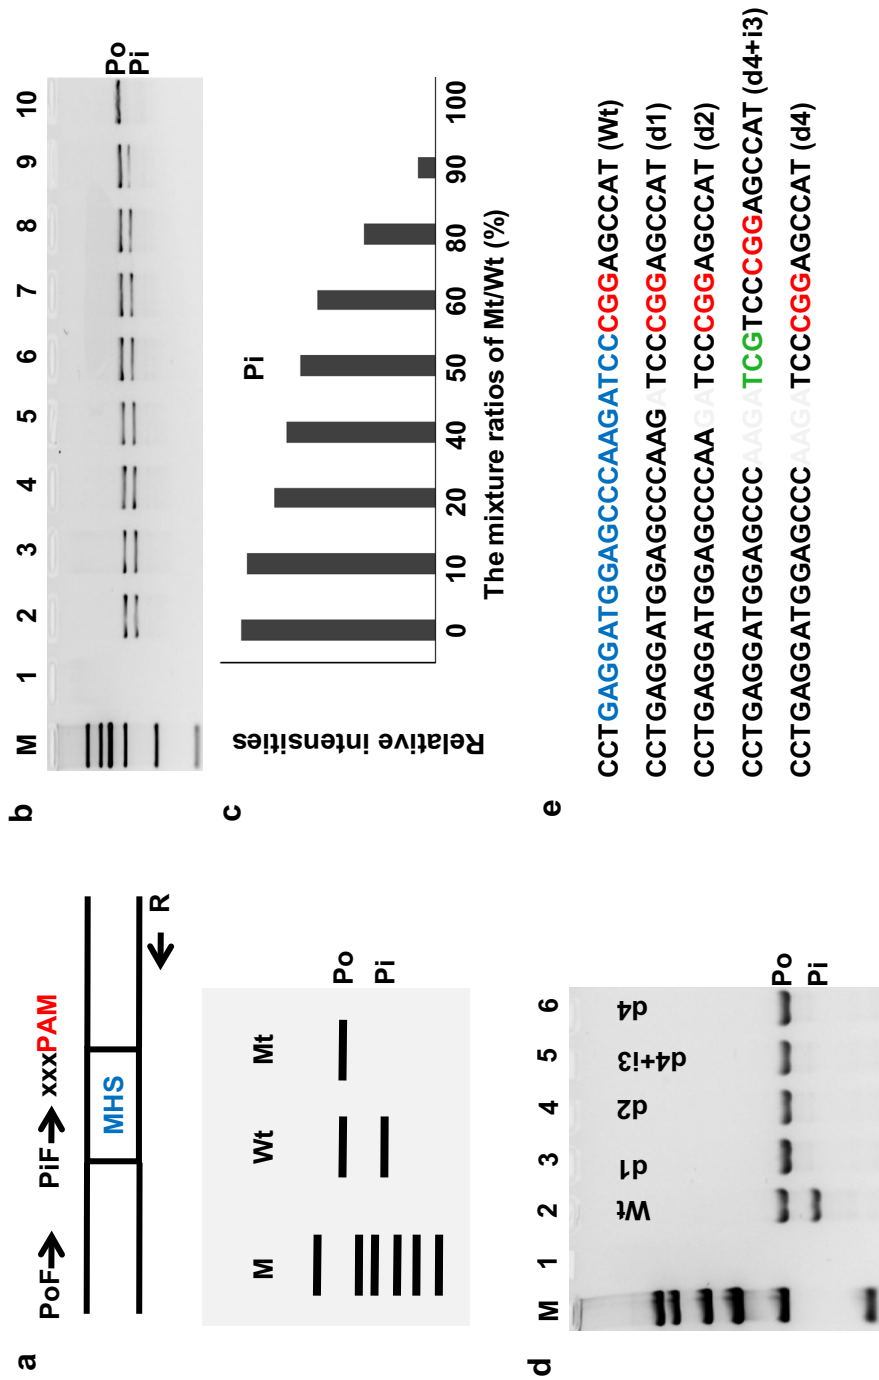 a
PoF PiF xxxPAM
MHS
R
M Wt Mt
Po
Pi
b
M 1 2 3 4 5 6 7 8 9 10
Po
Pi
c
Relative intensities
Pi
0 10 20 40 50 60 80 90 100
The mixture ratios of Mt/Wt (%)
d
M 1 2 3 4 5 6
Wt d1 d2 d4+i3 d4
Po
Pi
e
CCTGAGGATGGAGCCCAAGATCCCGGAGCCAT (Wt)
CCTGAGGATGGAGCCCAAGATCCCGGAGCCAT (d1)
CCTGAGGATGGAGCCCAAGATCCCGGAGCCAT (d2)
CCTGAGGATGGAGCCCAAGATCGTCCCGGAGCCAT (d4+i3)
CCTGAGGATGGAGCCCAAGATCCCGGAGCCAT (d4)